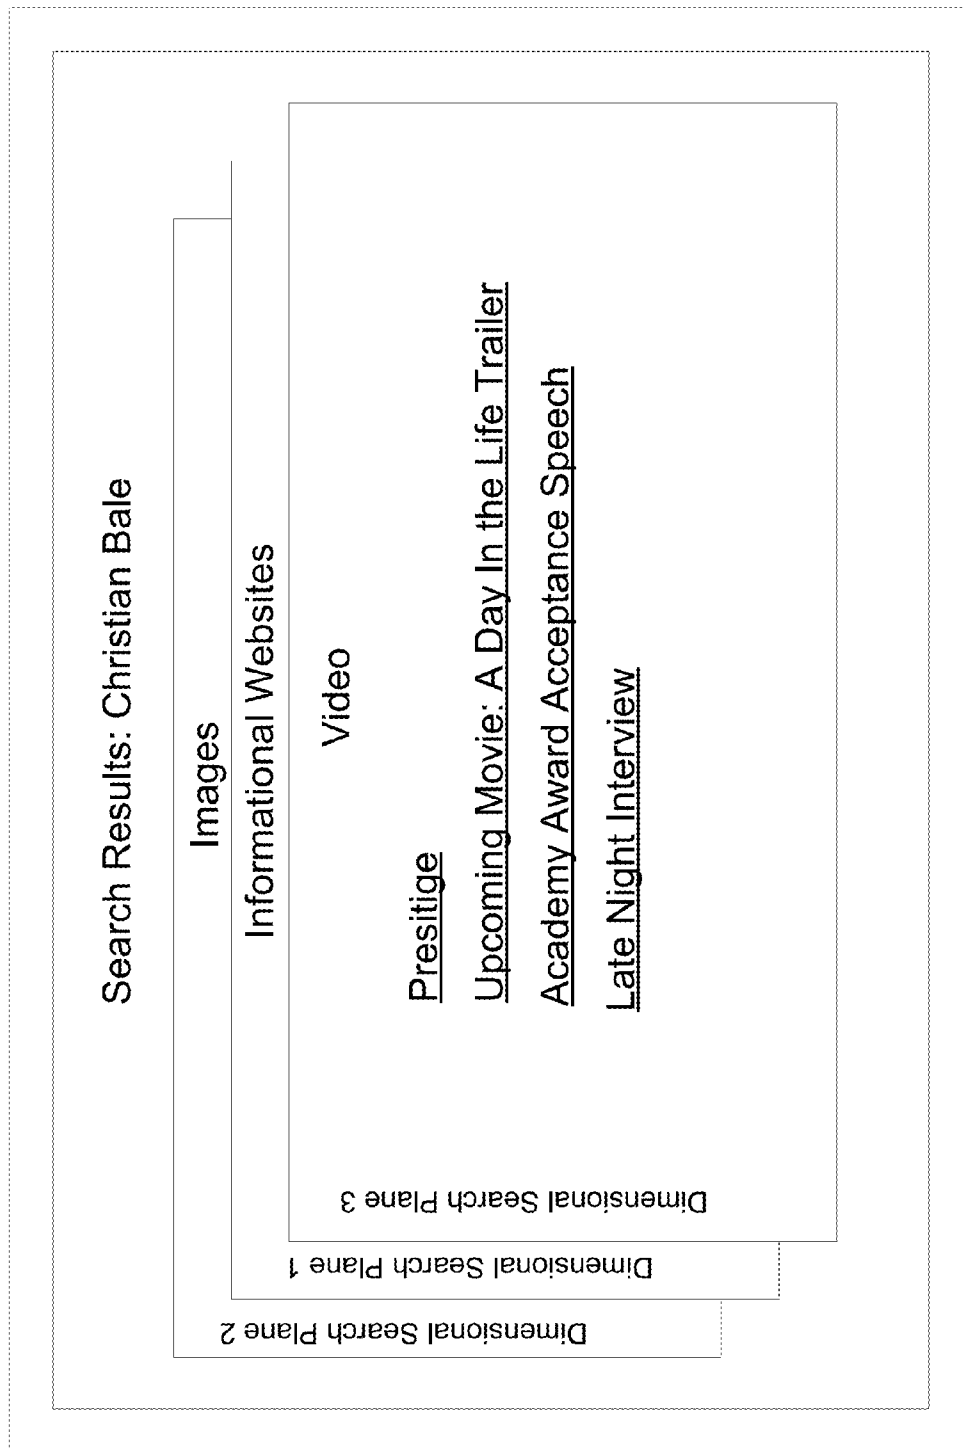 Search Results: Christian Bale
Images
Informational Websites
Video
Presitige
Upcoming Movie: A Day In the Life Trailer
Academy Award Acceptance Speech
Late Night Interview
Dimensional Search Plane 3
Dimensional Search Plane 1
Dimensional Search Plane 2